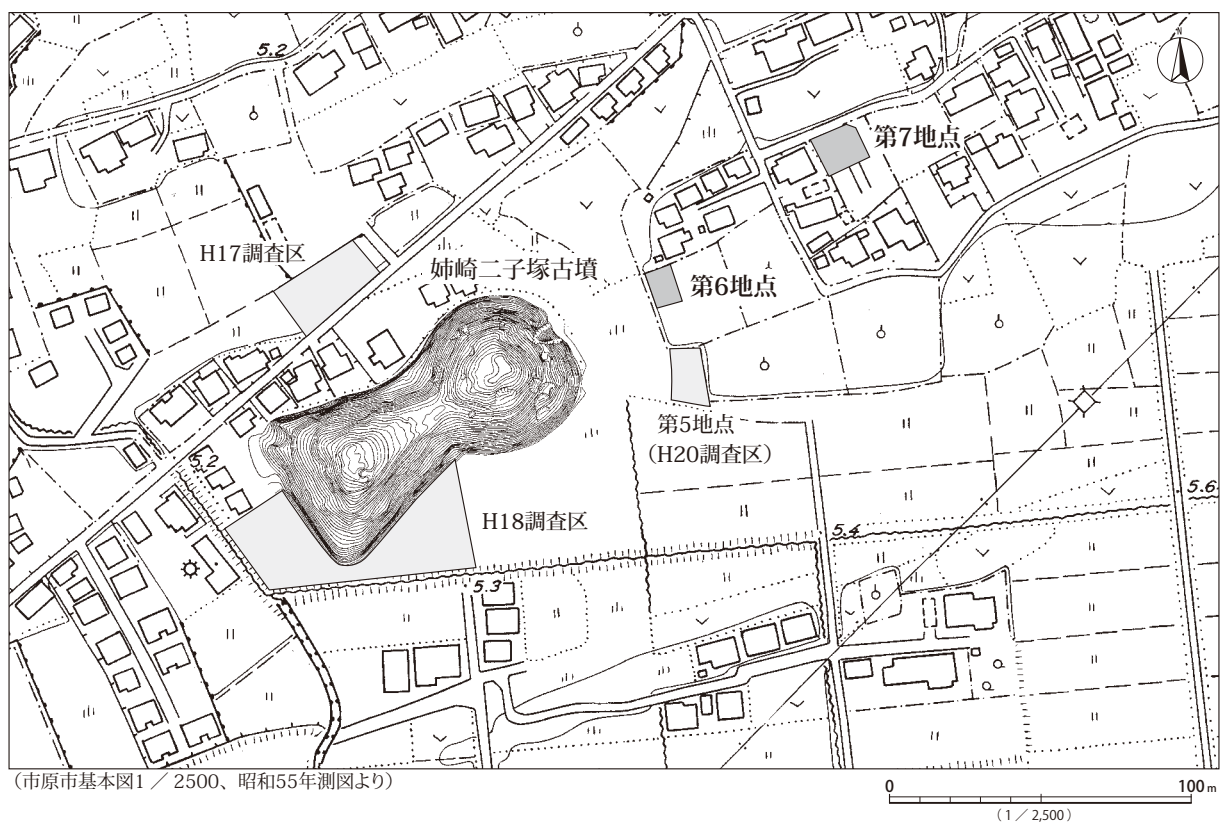 5.2
N
第7地点
H17調査区
姉崎二子塚古墳
第6地点
第5地点
（H20調査区）
5.2
H18調査区
5.6
5.4
5.3
（市原市基本図1／2500、昭和55年測図より）
0 100m
（1／2,500）